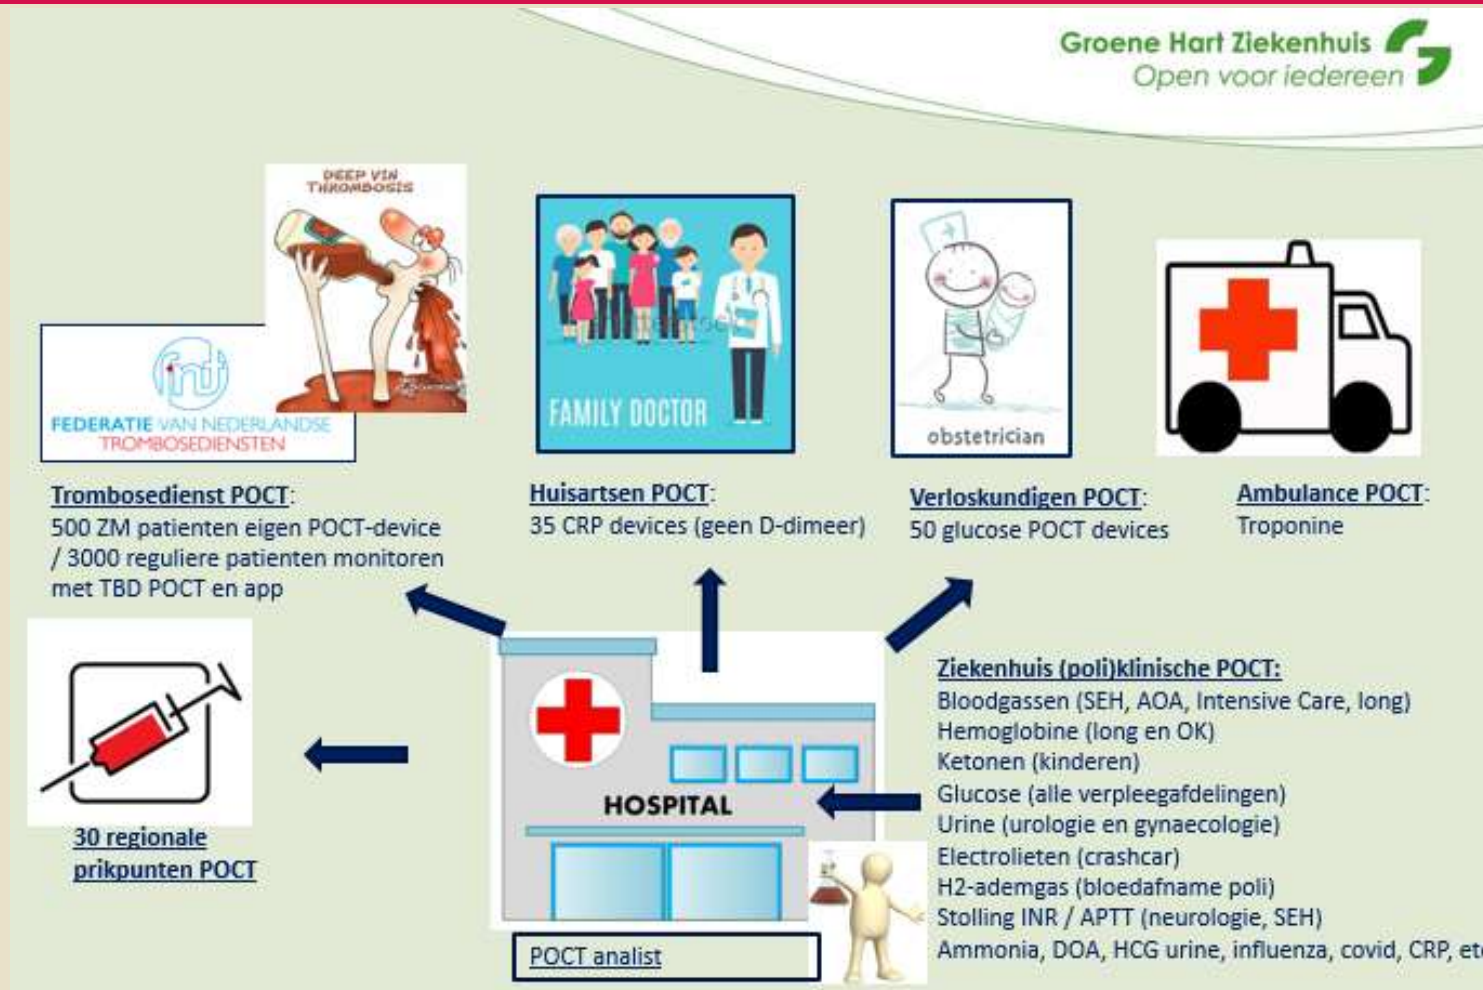 Groene Hart Ziekenhuis
Open voor iedereen
DEEP VIN
THROMBOSIS
FEDERATIE VAN NEDERLANDSE
TROMBOSEDIENSTEN
FAMILY DOCTOR
obstetrician
Trombosedienst POCT:
500 ZM patienten eigen POCT-device
/ 3000 reguliere patienten monitoren
met TBD POCT en app
Huisartsen POCT:
35 CRP devices (geen D-dimeer)
Verloskundigen POCT:
50 glucose POCT devices
Ambulance POCT:
Troponine
30 regionale
prikpunten POCT
HOSPITAL
POCT analist
Ziekenhuis (poli)klinische POCT:
Bloodgassen (SEH, AOA, Intensive Care, long)
Hemoglobine (long en OK)
Ketonen (kinderen)
Glucose (alle verpleegafdelingen)
Urine (urologie en gynaecologie)
Electrolieten (crashcar)
H2-ademgas (bloedafname poli)
Stolling INR / APTT (neurologie, SEH)
Ammonia, DOA, HCG urine, influenza, covid, CRP, etc